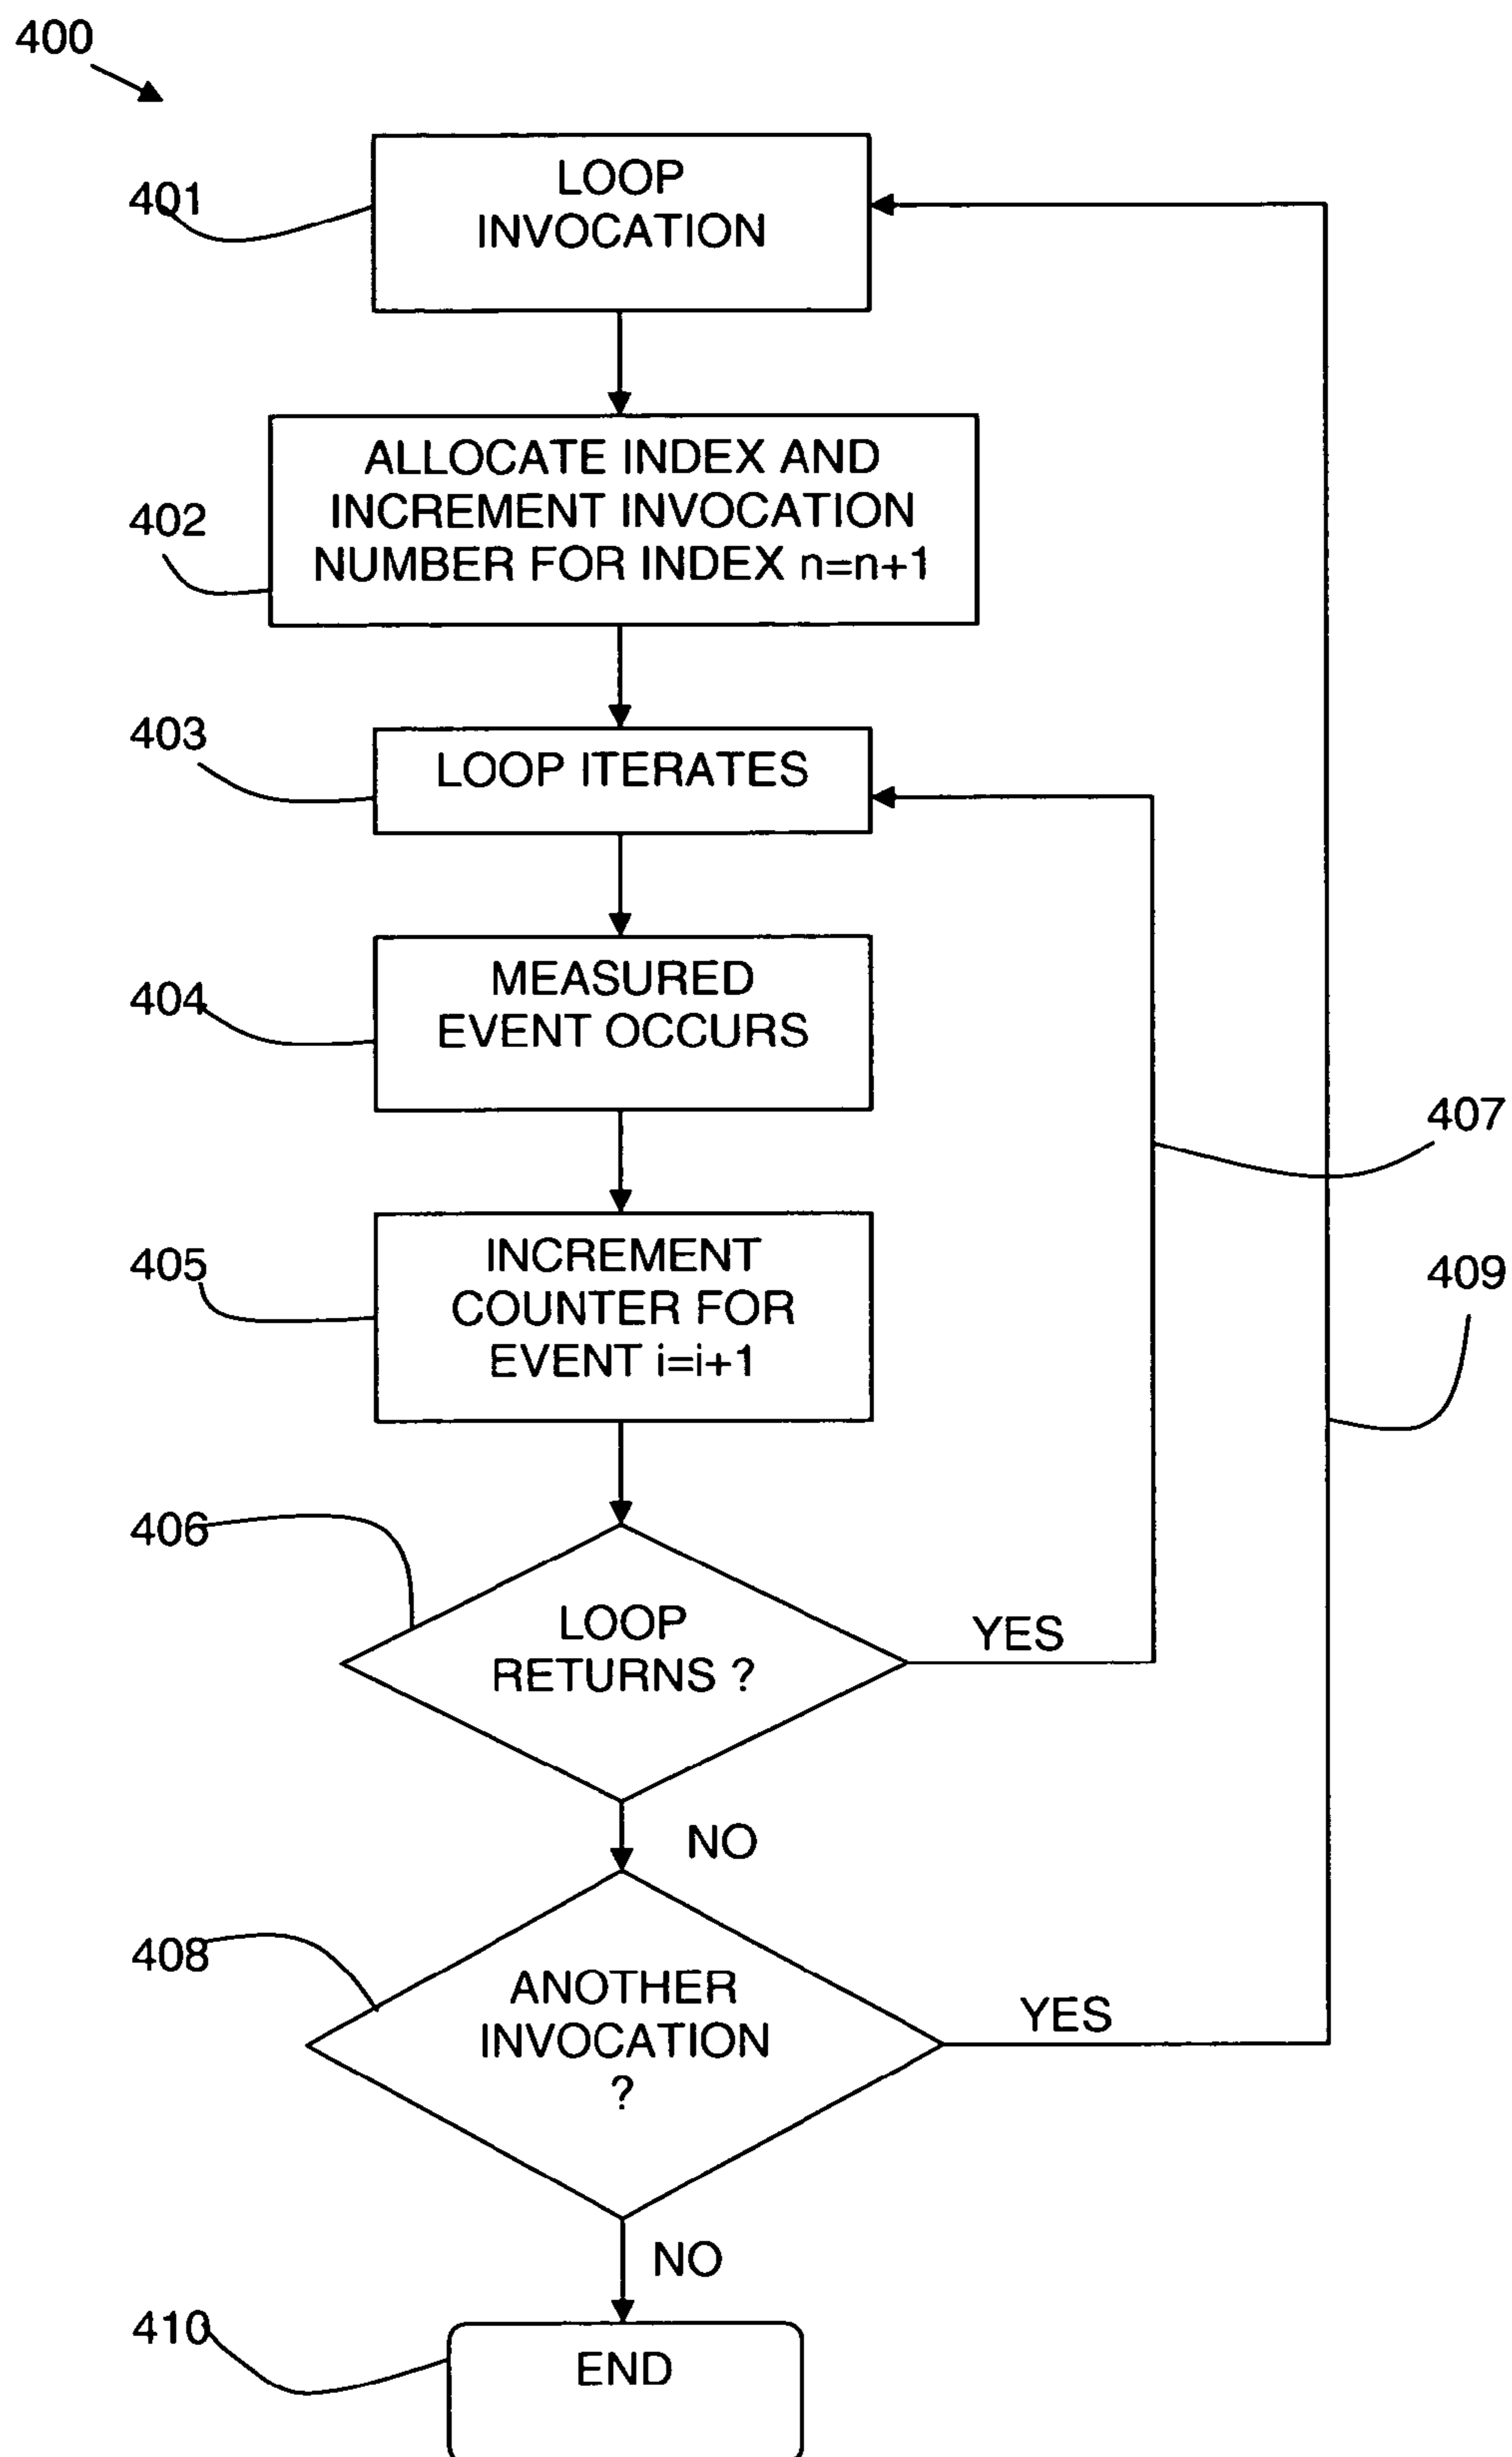 400
401
LOOP
INVOCATION
402
ALLOCATE INDEX AND
INCREMENT INVOCATION
NUMBER FOR INDEX n=n+1
403
LOOP ITERATES
404
MEASURED
EVENT OCCURS
407
405
INCREMENT
COUNTER FOR
EVENT i=i+1
409
406
LOOP
RETURNS ?
YES
NO
408
ANOTHER
INVOCATION
?
YES
NO
410
END